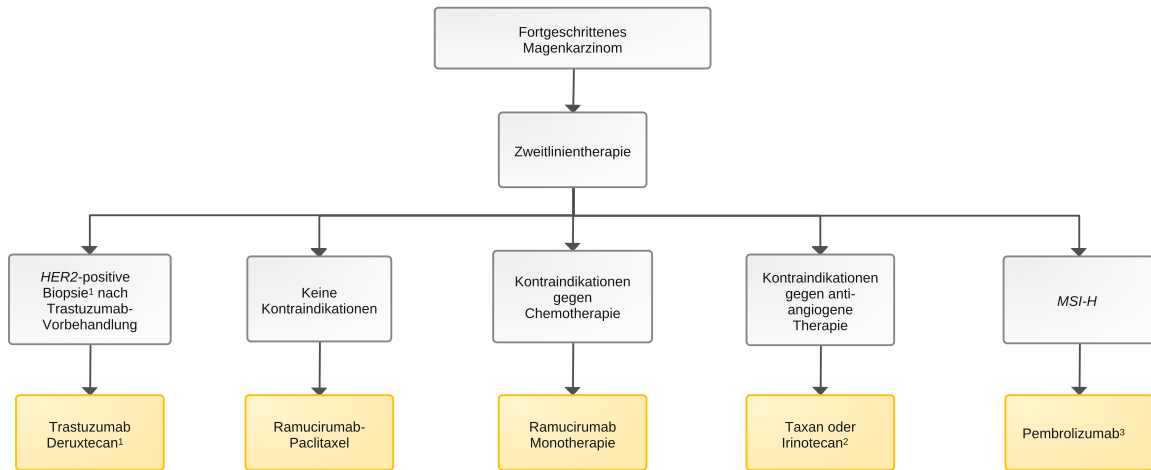 Fortgeschrittenes
Magenkarzinom
Zweitlinientherapie
HER2-positive
Biopsie¹ nach
Trastuzumab-
Vorbehandlung
Keine
Kontraindikationen
Kontraindikationen
gegen
Chemotherapie
Kontraindikationen
gegen anti-
angiogene
Therapie
MSI-H
Trastuzumab
Deruxtecan¹
Ramucirumab-
Paclitaxel
Ramucirumab
Monotherapie
Taxan oder
Irinotecan²
Pembrolizumab³